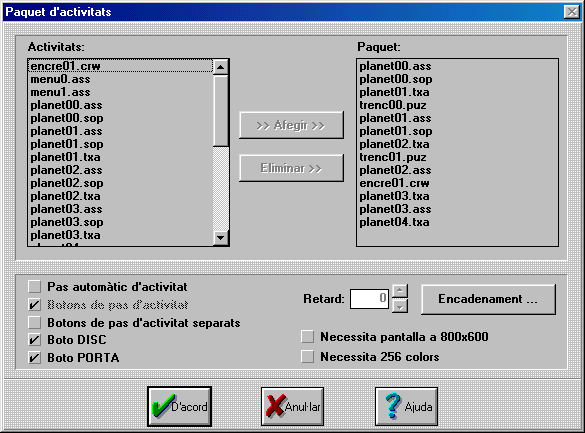 Paquet d'activitats
Activitats:
encre01.crw
menu0.ass
menu1.ass
planet00.ass
planet00.sop
planet01.ass
planet01.sop
planet01.txa
planet02.ass
planet02.sop
planet02.txa
planet03.ass
planet03.sop
planet03.txa
>> Afegir >>
Eliminar >>
Paquet:
planet00.ass
planet00.sop
planet01.txa
trenc00.puz
planet01.ass
planet01.sop
planet02.txa
trenc01.puz
planet02.ass
encre01.crw
planet03.txa
planet03.ass
planet04.txa
Pas automàtic d'activitat
Botons de pas d'activitat
Botons de pas d'activitat separats
Boto DISC
Boto PORTA
Retard: 0
Encadenament ...
Necessita pantalla a 800x600
Necessita 256 colors
D'acord
Anul·lar
Ajuda